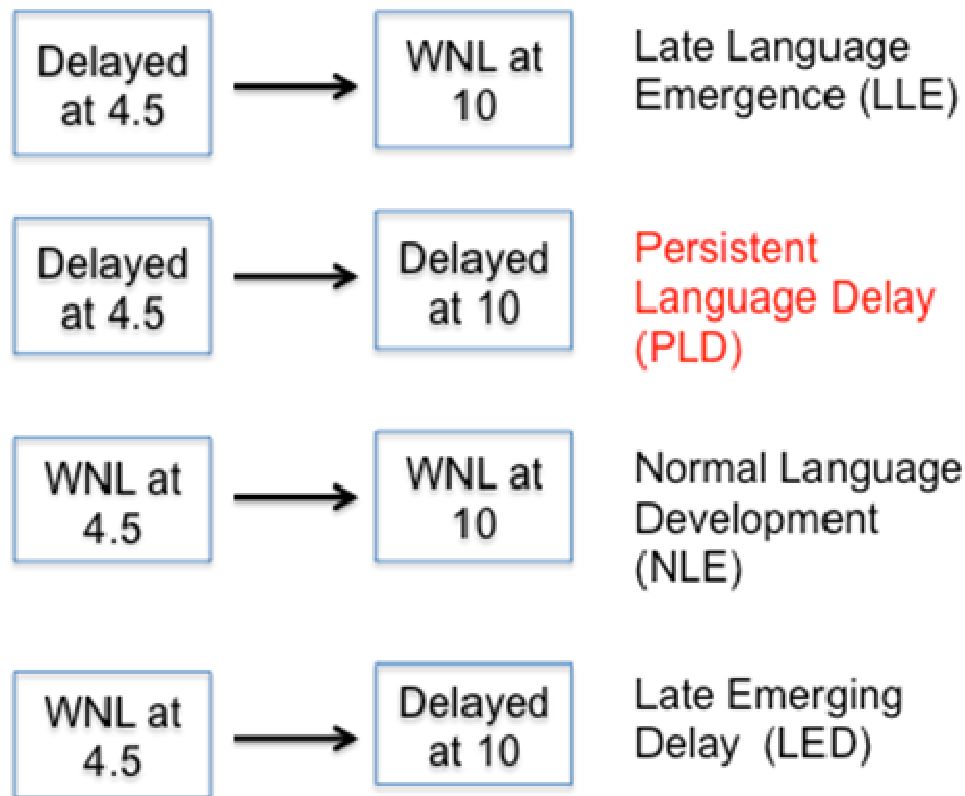 Delayed
at 4.5
WNL at
10
Late Language
Emergence (LLE)
Delayed
at 4.5
Delayed
at 10
Persistent
Language Delay
(PLD)
WNL at
4.5
WNL at
10
Normal Language
Development
(NLE)
WNL at
4.5
Delayed
at 10
Late Emerging
Delay (LED)